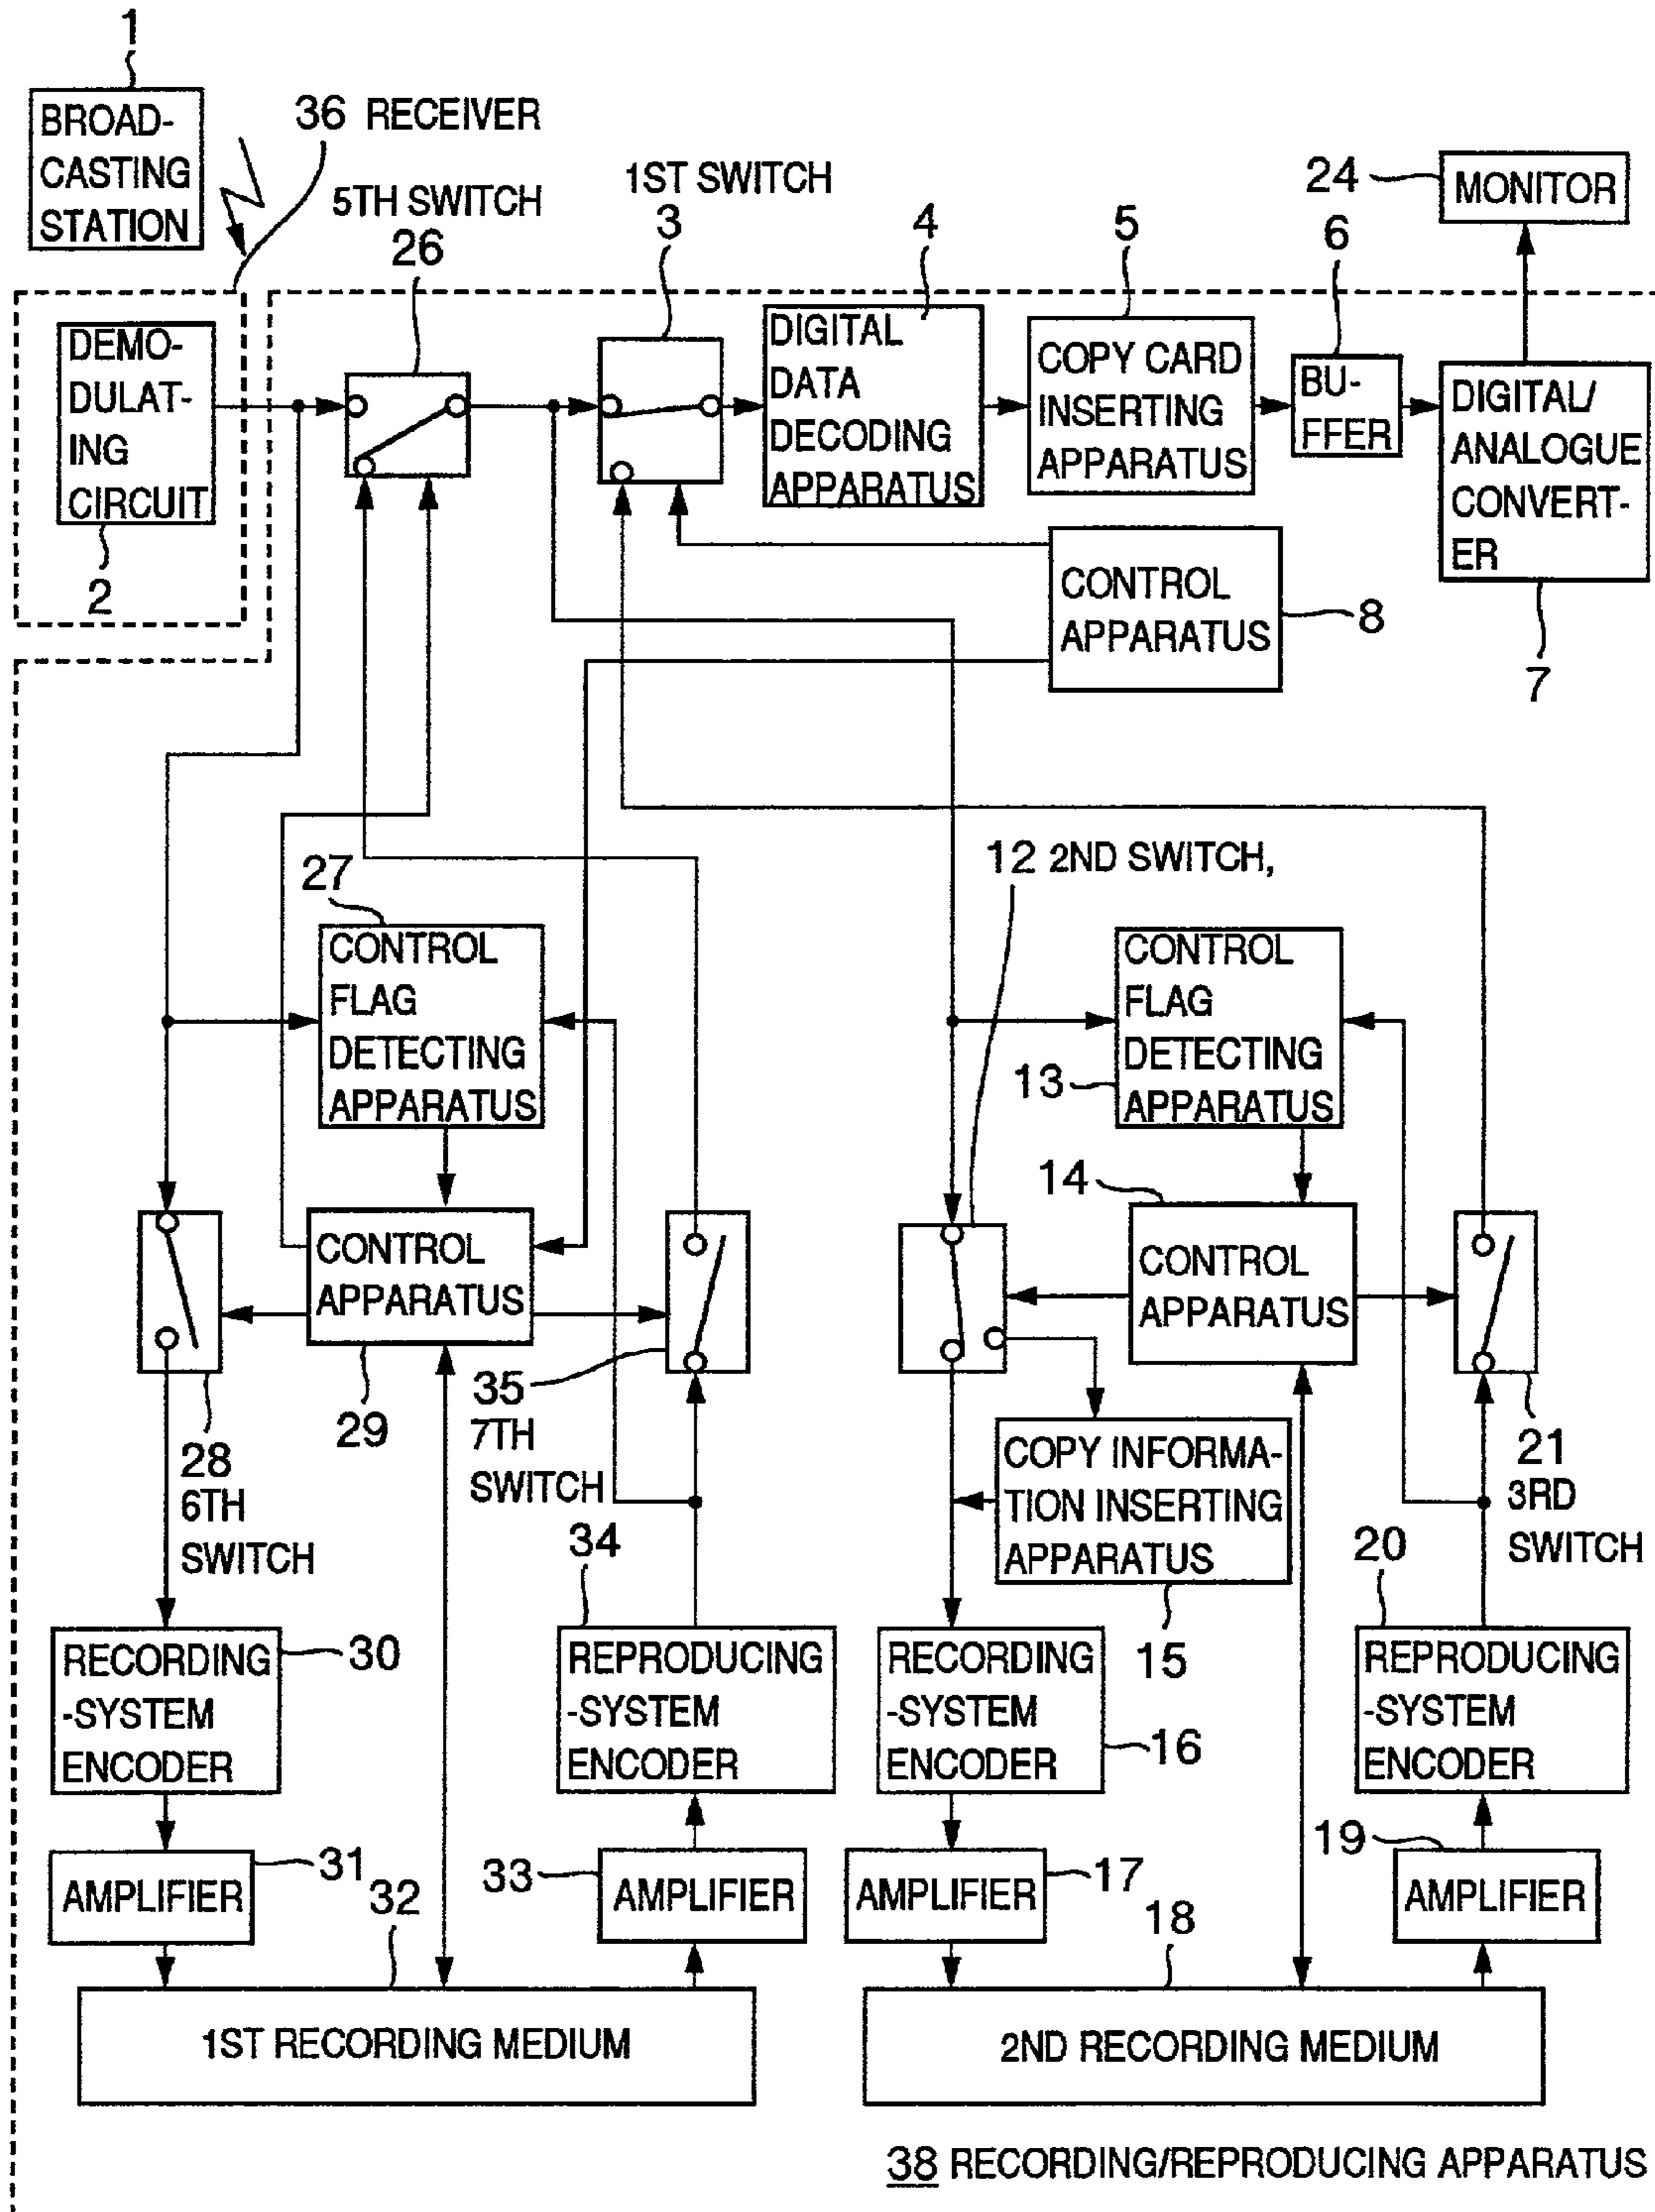 1
BROAD-
CASTING
STATION
36 RECEIVER
5TH SWITCH
26
1ST SWITCH
3
4
5
6
24
MONITOR
DEMO-
DULAT-
ING
CIRCUIT
2
DIGITAL
DATA
DECODING
APPARATUS
COPY CARD
INSERTING
APPARATUS
BU-
FFER
DIGITAL/
ANALOGUE
CONVERT-
ER
7
CONTROL
APPARATUS
8
27
CONTROL
FLAG
DETECTING
APPARATUS
12 2ND SWITCH,
CONTROL
FLAG
DETECTING
APPARATUS
13
14
CONTROL
APPARATUS
29
CONTROL
APPARATUS
28
6TH
SWITCH
35
7TH
SWITCH
COPY INFORMA-
TION INSERTING
APPARATUS
15
21
3RD
SWITCH
34
20
RECORDING
-SYSTEM
ENCODER
30
REPRODUCING
-SYSTEM
ENCODER
RECORDING
-SYSTEM
ENCODER
16
REPRODUCING
-SYSTEM
ENCODER
AMPLIFIER
31
32
33
AMPLIFIER
AMPLIFIER
17
18
19
AMPLIFIER
1ST RECORDING MEDIUM
2ND RECORDING MEDIUM
38 RECORDING/REPRODUCING APPARATUS